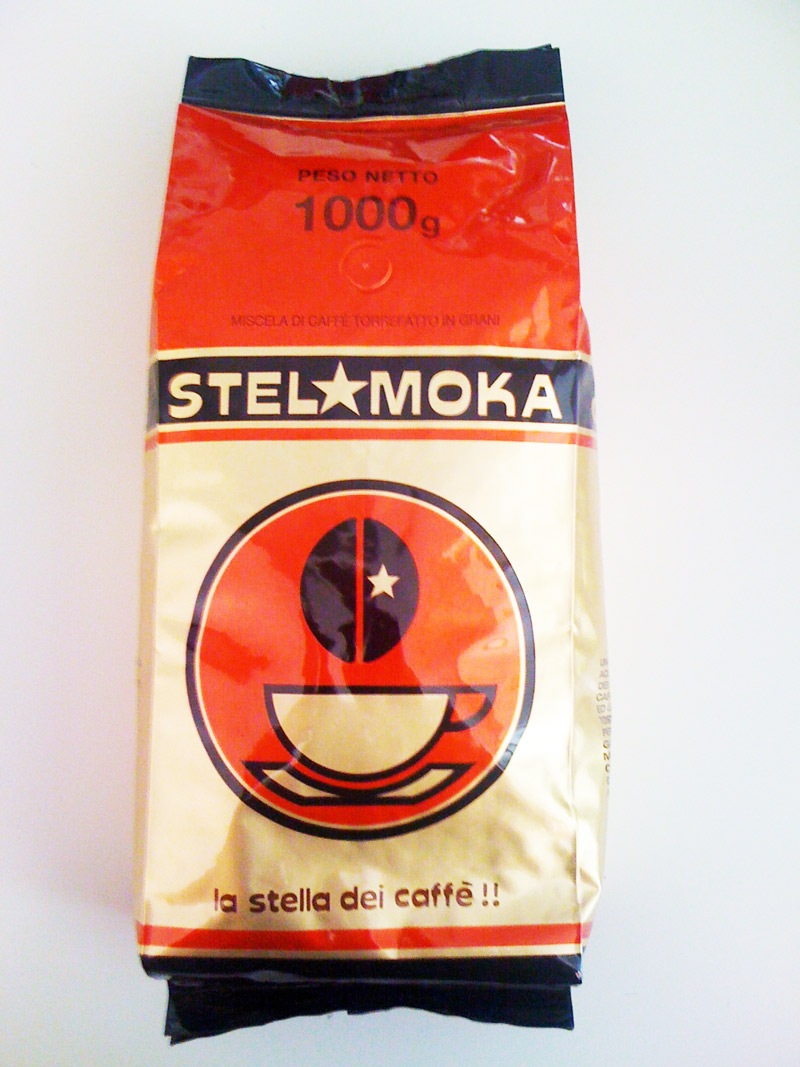 PESO NETTO
1000g
MISCELA DI CAFFÈ TORREFATTO IN GRANI
STEL★MOKA
la stella dei caffè !!